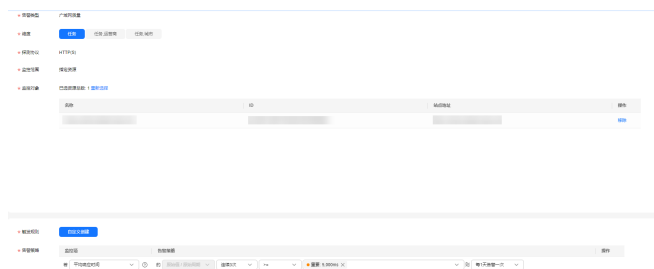 * 告警类型 广域网质量
* 维度 任务 任务,运营商 任务,城市
* 探测协议 HTTP(S)
* 监控范围 指定资源
* 监控对象 已选资源总数 1 重新选择
名称 ID 站点地址 操作
移除
* 触发规则 自定义创建
* 告警策略 监控项 告警策略 操作
平均响应时间 的 连续3次 >= 重要 5,000ms × 则 每1天告警一次